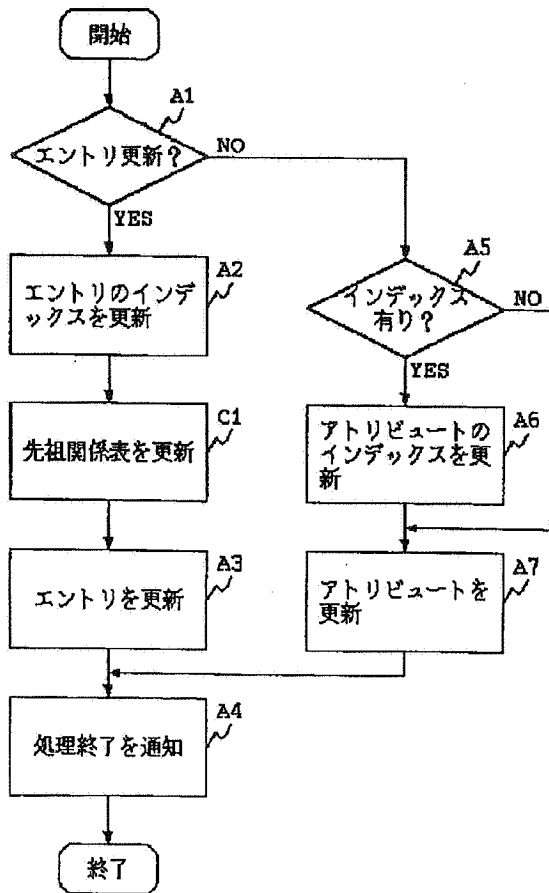 開始
A1
エントリ更新?
NO
YES
A2
エントリのインデ
ックスを更新
C1
先祖関係表を更新
A3
エントリを更新
A5
インデックス
有り?
NO
YES
A6
アトリビュートの
インデックスを更
新
A7
アトリビュートを
更新
A4
処理終了を通知
終了